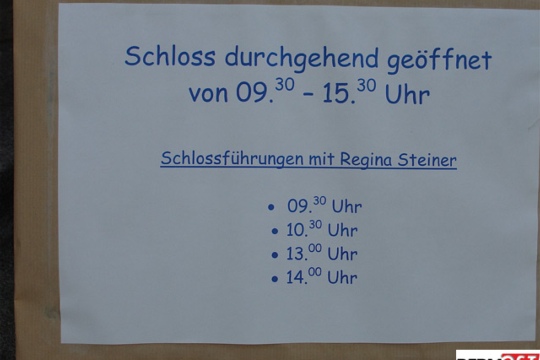 Schloss durchgehend geöffnet
von 09.³⁰ – 15.³⁰ Uhr
Schlossführungen mit Regina Steiner
• 09.³⁰ Uhr
• 10.³⁰ Uhr
• 13.⁰⁰ Uhr
• 14.⁰⁰ Uhr